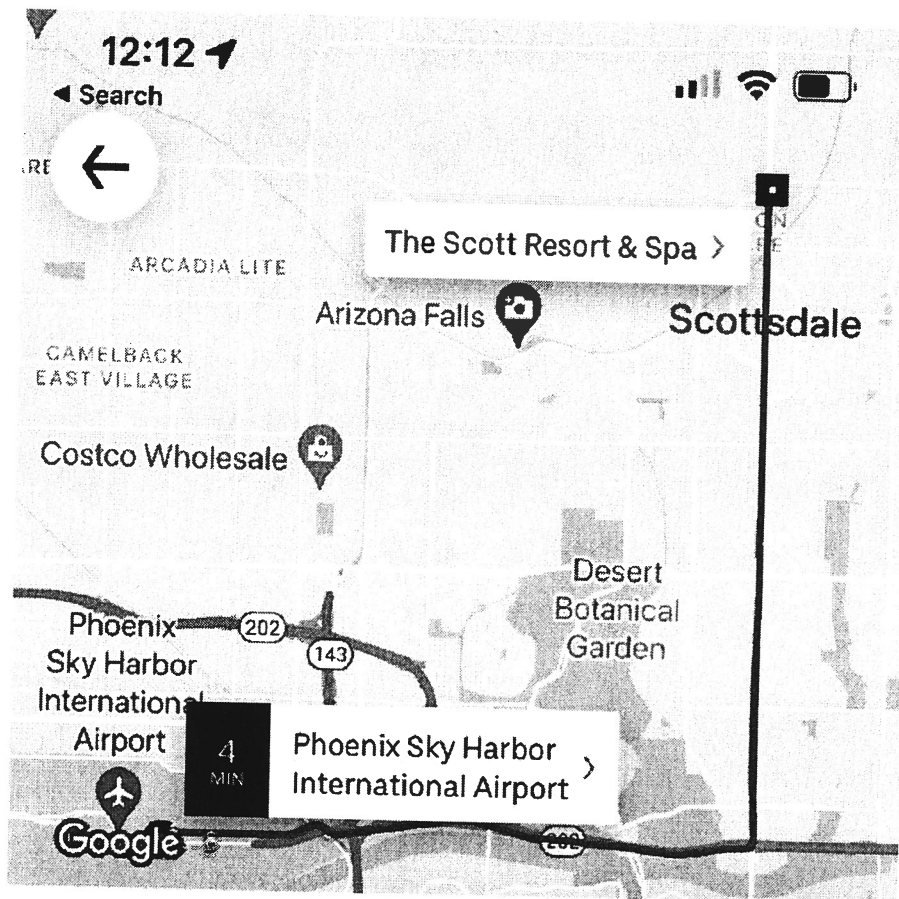 12:12
Search
The Scott Resort & Spa
ARCADIA LITE
Arizona Falls
Scottsdale
CAMELBACK
EAST VILLAGE
Costco Wholesale
Desert
Botanical
Garden
202
143
Phoenix
Sky Harbor
International
Airport
4
MIN
Phoenix Sky Harbor
International Airport
Google
202